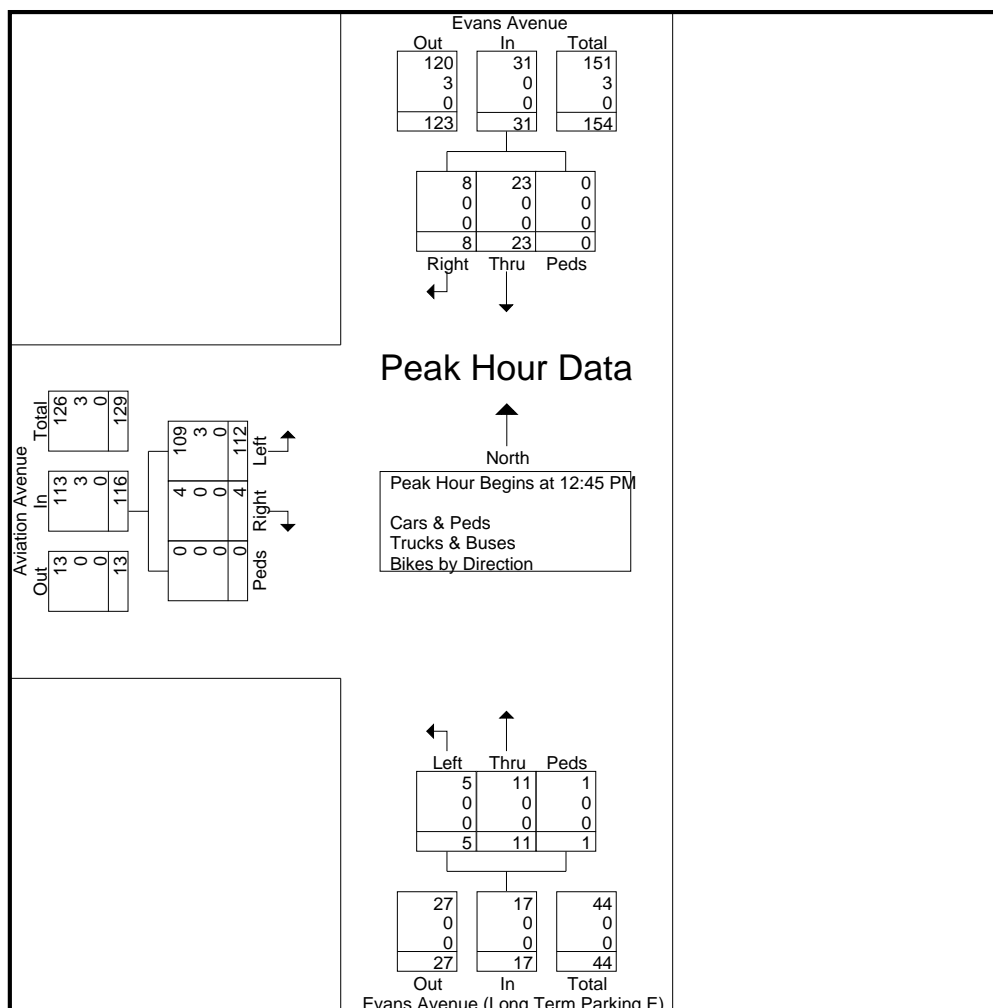 Evans Avenue
Out In Total
120 31 151
3 0 3
0 0 0
123 31 154
8 23 0
0 0 0
0 0 0
8 23 0
Right Thru Peds
Peak Hour Data
North
Peak Hour Begins at 12:45 PM
Cars & Peds
Trucks & Buses
Bikes by Direction
Aviation Avenue
Out In Total
13 113 126
0 3 3
0 0 0
13 116 129
0 4 109
0 0 3
0 0 0
0 4 112
Peds Right Left
Left Thru Peds
5 11 1
0 0 0
0 0 0
5 11 1
27 17 44
0 0 0
0 0 0
27 17 44
Out In Total
Evans Avenue (Long Term Parking E)